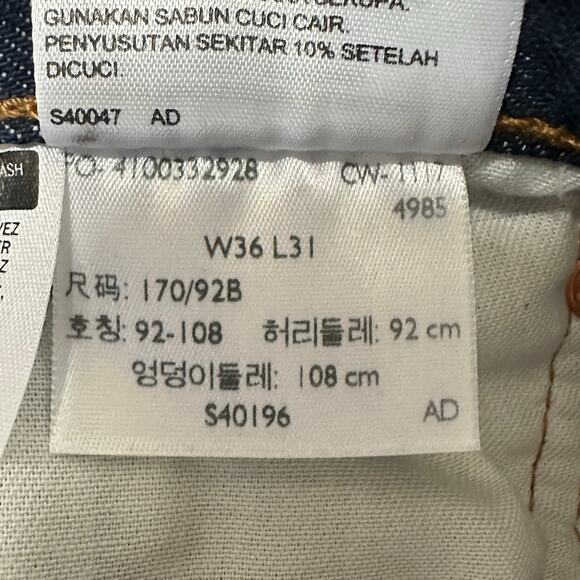 GUNAKAN SABUN CUCI CAIR.
PENYUSUTAN SEKITAR 10% SETELAH
DICUCI.
S40047 AD
PO- 4100332928 CW- 1117
4985
W36 L31
尺码: 170/92B
호칭: 92-108 허리둘레: 92 cm
엉덩이둘레: 108 cm
S40196 AD